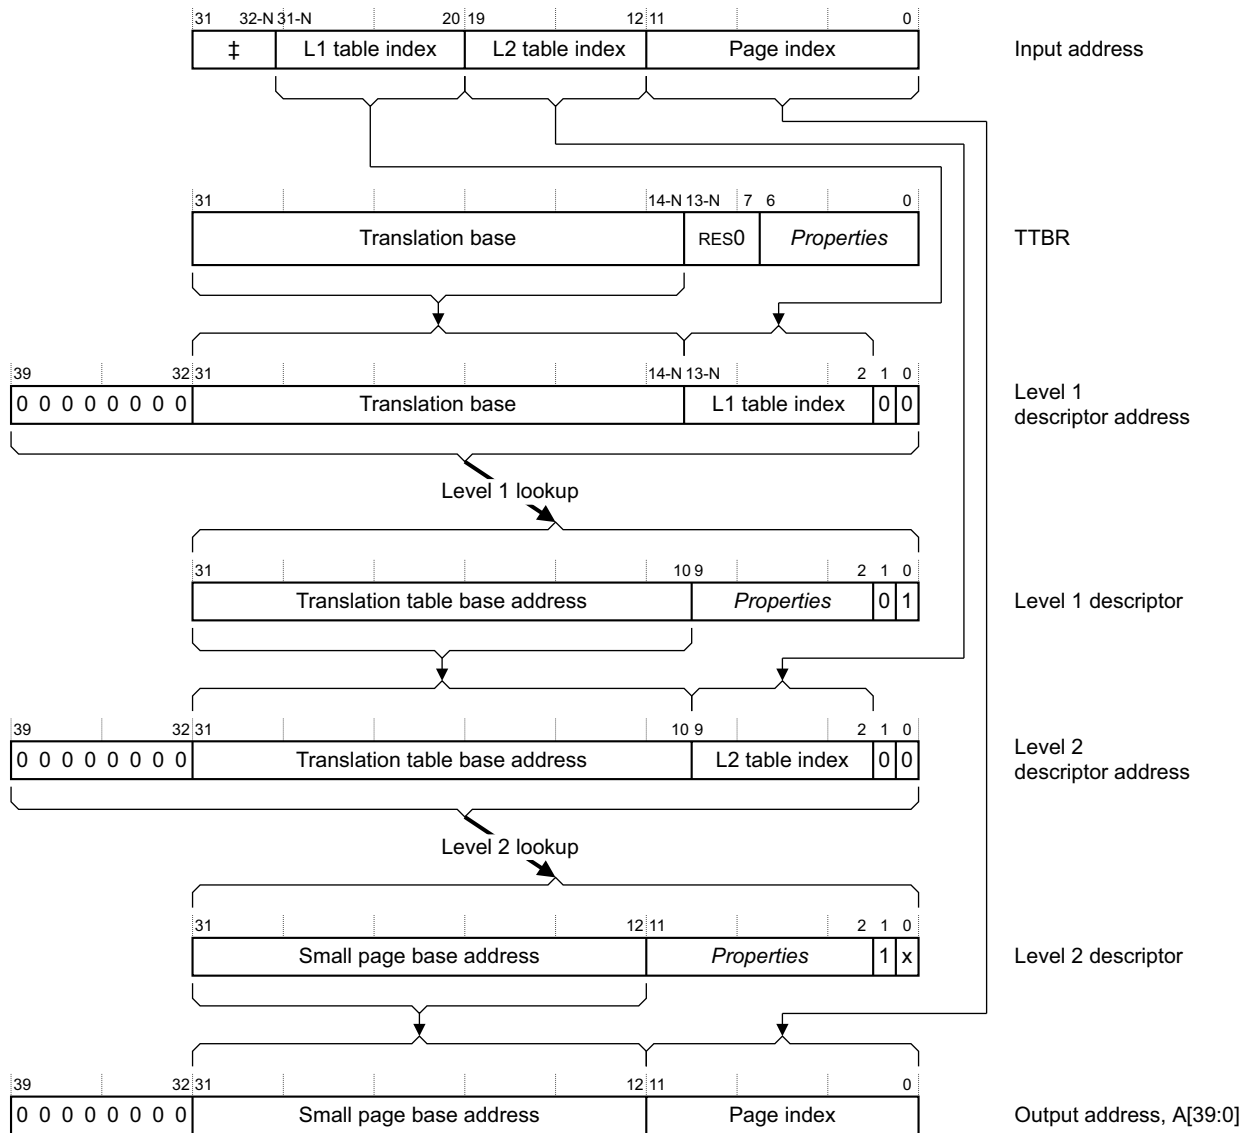 31 32-N 31-N 20 19 12 11 0
‡ L1 table index L2 table index Page index Input address
31 14-N 13-N 7 6 0
Translation base RES0 Properties TTBR
39 32 31 14-N 13-N 2 1 0
0 0 0 0 0 0 0 0 Translation base L1 table index 0 0 Level 1
descriptor address
Level 1 lookup
31 10 9 2 1 0
Translation table base address Properties 0 1 Level 1 descriptor
39 32 31 10 9 2 1 0
0 0 0 0 0 0 0 0 Translation table base address L2 table index 0 0 Level 2
descriptor address
Level 2 lookup
31 12 11 2 1 0
Small page base address Properties 1 x Level 2 descriptor
39 32 31 12 11 0
0 0 0 0 0 0 0 0 Small page base address Page index Output address, A[39:0]